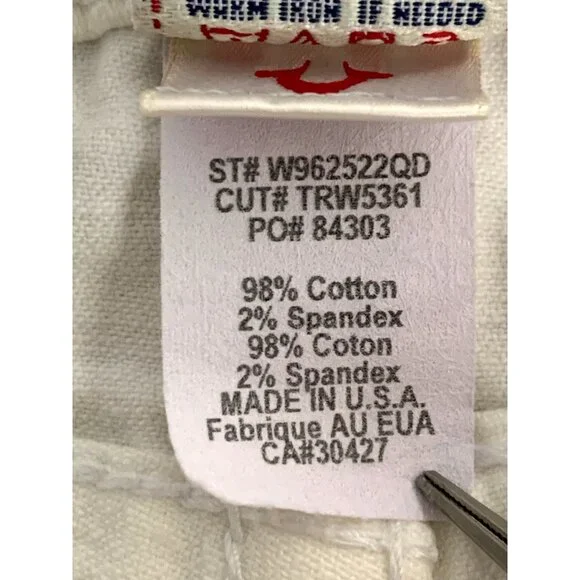 WARM IRON IF NEEDED
ST# W962522QD
CUT# TRW5361
PO# 84303
98% Cotton
2% Spandex
98% Coton
2% Spandex
MADE IN U.S.A.
Fabrique AU EUA
CA#30427